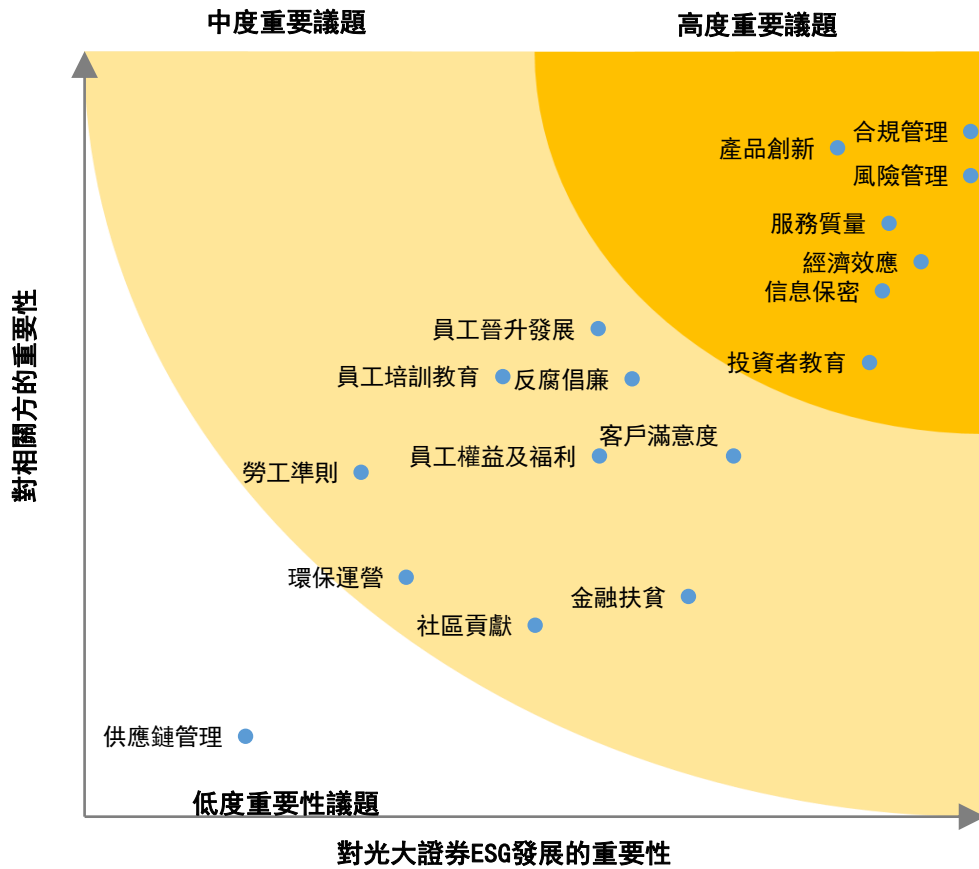 中度重要議題
高度重要議題
合規管理
產品創新
風險管理
服務質量
經濟效應
信息保密
員工晉升發展
投資者教育
員工培訓教育
反腐倡廉
客戶滿意度
員工權益及福利
勞工準則
環保運營
金融扶貧
社區貢獻
供應鏈管理
低度重要性議題
對相關方的重要性
對光大證券ESG發展的重要性